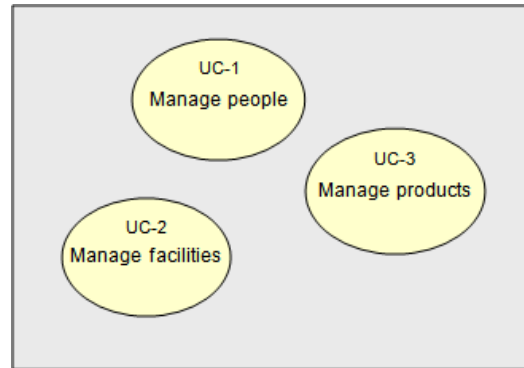 UC-1
Manage people
UC-3
Manage products
UC-2
Manage facilities